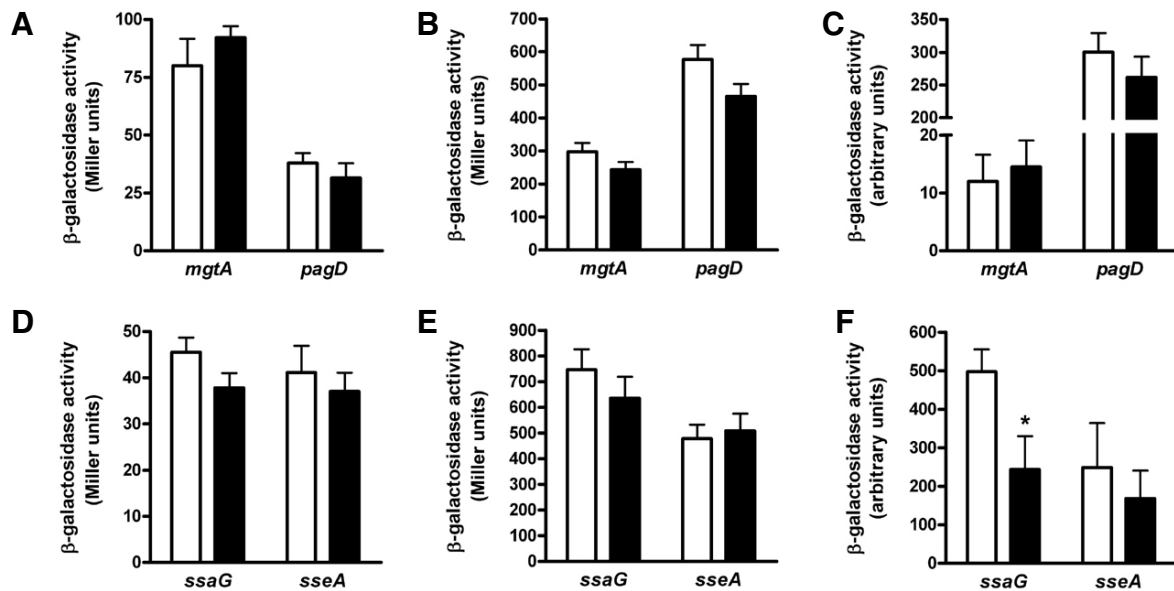 A
β-galactosidase activity
(Miller units)
100
75
50
25
0
mgtA pagD
B
β-galactosidase activity
(Miller units)
700
600
500
400
300
200
100
0
mgtA pagD
C
β-galactosidase activity
(arbitrary units)
350
300
250
200
20
10
0
mgtA pagD
D
β-galactosidase activity
(Miller units)
50
40
30
20
10
0
ssaG sseA
E
β-galactosidase activity
(Miller units)
900
800
700
600
500
400
300
200
100
0
ssaG sseA
F
β-galactosidase activity
(arbitrary units)
600
500
400
300
200
100
0
*
ssaG sseA